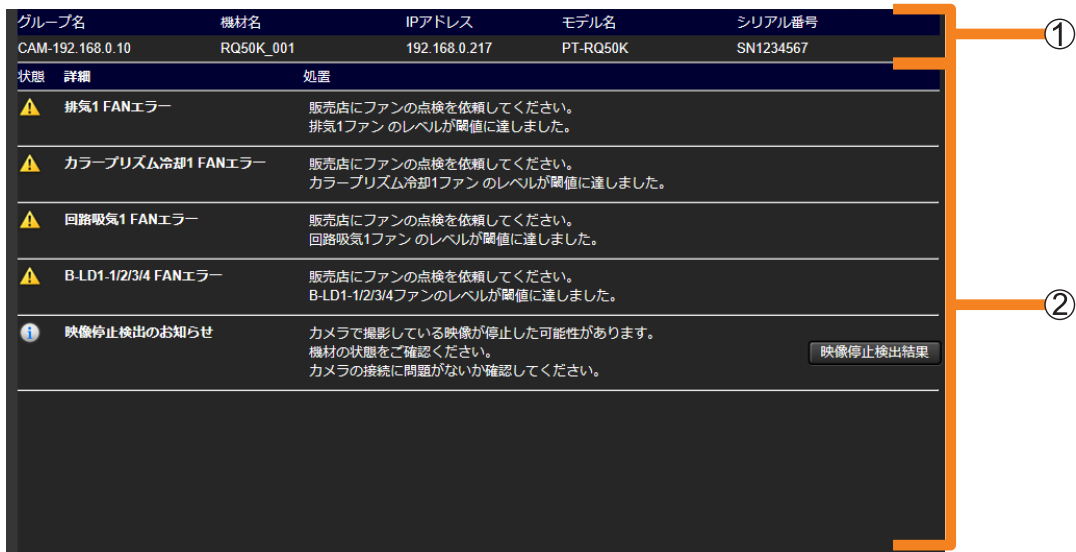 グループ名 機材名 IPアドレス モデル名 シリアル番号
CAM-192.168.0.10 RQ50K_001 192.168.0.217 PT-RQ50K SN1234567
①
状態 詳細 処置
排気1 FANエラー 販売店にファンの点検を依頼してください。
排気1ファン のレベルが閾値に達しました。
カラープリズム冷却1 FANエラー 販売店にファンの点検を依頼してください。
カラープリズム冷却1ファン のレベルが閾値に達しました。
回路吸気1 FANエラー 販売店にファンの点検を依頼してください。
回路吸気1ファン のレベルが閾値に達しました。
B-LD1-1/2/3/4 FANエラー 販売店にファンの点検を依頼してください。
B-LD1-1/2/3/4ファンのレベルが閾値に達しました。
②
映像停止検出のお知らせ カメラで撮影している映像が停止した可能性があります。
機材の状態をご確認ください。
映像停止検出結果
カメラの接続に問題がないか確認してください。